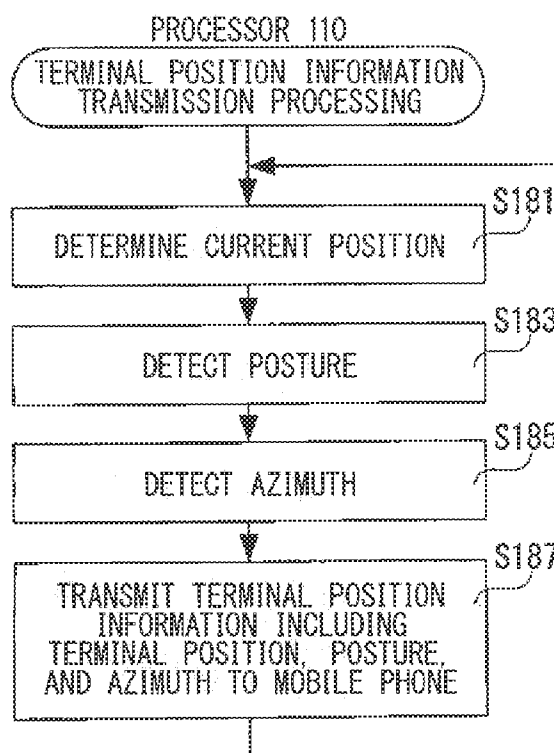 PROCESSOR 110
TERMINAL POSITION INFORMATION
TRANSMISSION PROCESSING
S181
DETERMINE CURRENT POSITION
S183
DETECT POSTURE
S185
DETECT AZIMUTH
S187
TRANSMIT TERMINAL POSITION
INFORMATION INCLUDING
TERMINAL POSITION, POSTURE,
AND AZIMUTH TO MOBILE PHONE